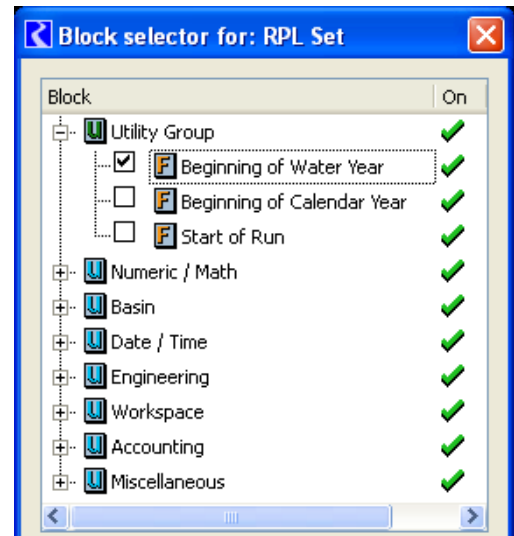 Block selector for: RPL Set
Block On
Utility Group
Beginning of Water Year
Beginning of Calendar Year
Start of Run
Numeric / Math
Basin
Date / Time
Engineering
Workspace
Accounting
Miscellaneous